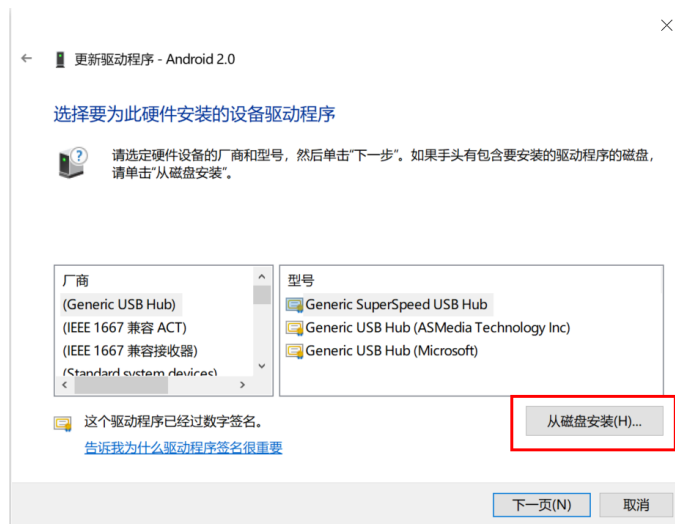 更新驱动程序 - Android 2.0
选择要为此硬件安装的设备驱动程序
请选定硬件设备的厂商和型号，然后单击"下一步"。如果手头有包含要安装的驱动程序的磁盘，
请单击"从磁盘安装"。
厂商
(Generic USB Hub)
(IEEE 1667 兼容 ACT)
(IEEE 1667 兼容接收器)
(Standard system devices)
型号
Generic SuperSpeed USB Hub
Generic USB Hub (ASMedia Technology Inc)
Generic USB Hub (Microsoft)
这个驱动程序已经过数字签名。
告诉我为什么驱动程序签名很重要
从磁盘安装(H)...
下一页(N)
取消